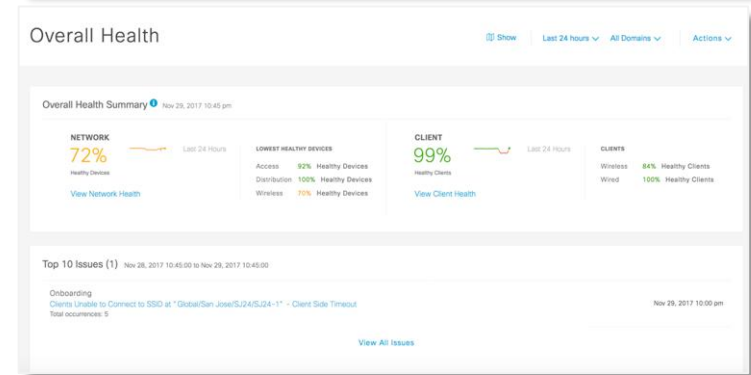 Overall Health
Show Last 24 hours All Domains Actions
Overall Health Summary Nov 29, 2017 10:45 pm
NETWORK
72%
Healthy Devices
Last 24 Hours
View Network Health
LOWEST HEALTHY DEVICES
Access 92% Healthy Devices
Distribution 100% Healthy Devices
Wireless 70% Healthy Devices
CLIENT
99%
Healthy Clients
Last 24 Hours
View Client Health
CLIENTS
Wireless 84% Healthy Clients
Wired 100% Healthy Clients
Top 10 Issues (1) Nov 28, 2017 10:45:00 to Nov 29, 2017 10:45:00
Onboarding
Clients Unable to Connect to SSID at "Global/San Jose/SJ24/SJ24-1" - Client Side Timeout
Total occurrences: 5
Nov 29, 2017 10:00 pm
View All Issues